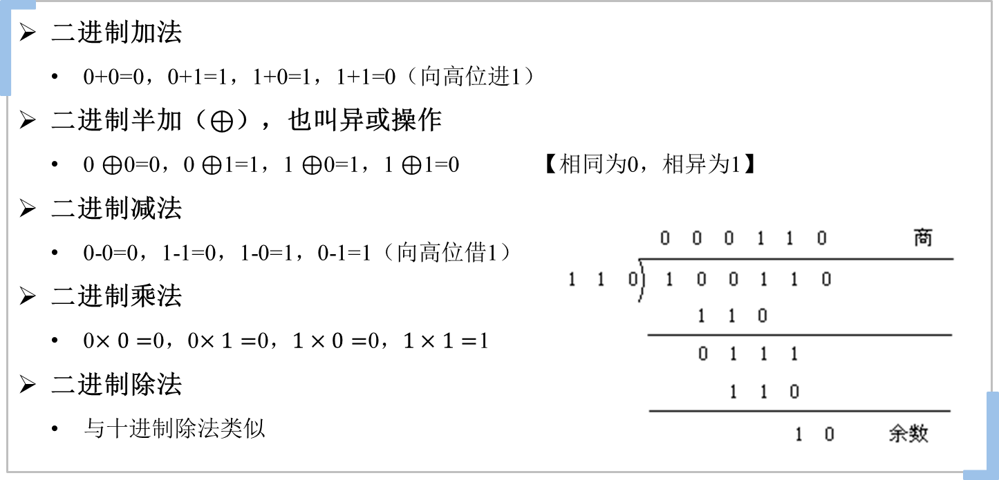 ➢ 二进制加法
• 0+0=0，0+1=1，1+0=1，1+1=0（向高位进1）
➢ 二进制半加（⊕），也叫异或操作
• 0 ⊕0=0，0 ⊕1=1，1 ⊕0=1，1 ⊕1=0 【相同为0，相异为1】
➢ 二进制减法
• 0-0=0，1-1=0，1-0=1，0-1=1（向高位借1）
➢ 二进制乘法
• 0× 0 =0，0× 1 =0，1 × 0 =0，1 × 1 =1
➢ 二进制除法
• 与十进制除法类似
0 0 0 1 1 0 商
1 1 0) 1 0 0 1 1 0
1 1 0
0 1 1 1
1 1 0
1 0 余数